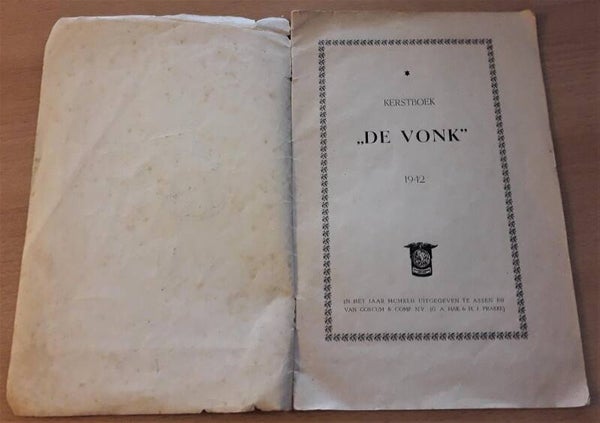 KERSTBOEK
„DE VONK”
1942
IN HET JAAR MCMXLII UITGEGEVEN TE ASSEN BIJ
VAN GORCUM & COMP. N.V. (G. A. HAK & H. J. PRAKKE)